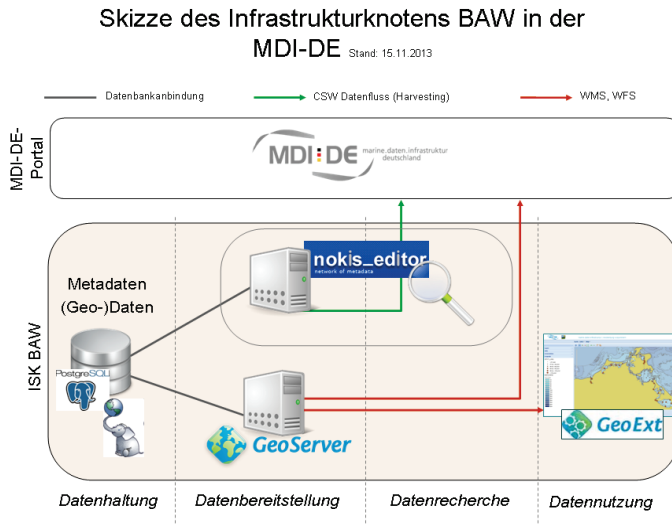 Skizze des Infrastrukturknotens BAW in der
MDI-DE Stand: 15.11.2013
Datenbankanbindung
CSW Datenfluss (Harvesting)
WMS, WFS
MDI-DE-
Portal
MDI:DE
marine.daten.infrastruktur
deutschland
ISK BAW
Metadaten
(Geo-)Daten
PostgreSQL
nokis_editor
network of metadata
GeoServer
GeoExt
Datenhaltung
Datenbereitstellung
Datenrecherche
Datennutzung